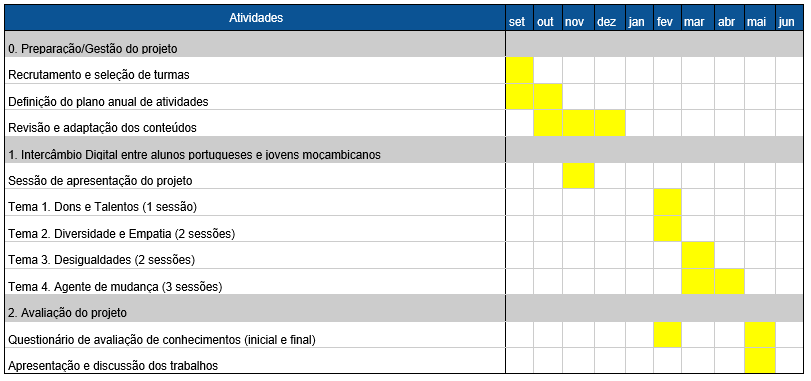 Atividades set out nov dez jan fev mar abr mai jun
0. Preparação/Gestão do projeto
Recrutamento e seleção de turmas
Definição do plano anual de atividades
Revisão e adaptação dos conteúdos
1. Intercâmbio Digital entre alunos portugueses e jovens moçambicanos
Sessão de apresentação do projeto
Tema 1. Dons e Talentos (1 sessão)
Tema 2. Diversidade e Empatia (2 sessões)
Tema 3. Desigualdades (2 sessões)
Tema 4. Agente de mudança (3 sessões)
2. Avaliação do projeto
Questionário de avaliação de conhecimentos (inicial e final)
Apresentação e discussão dos trabalhos